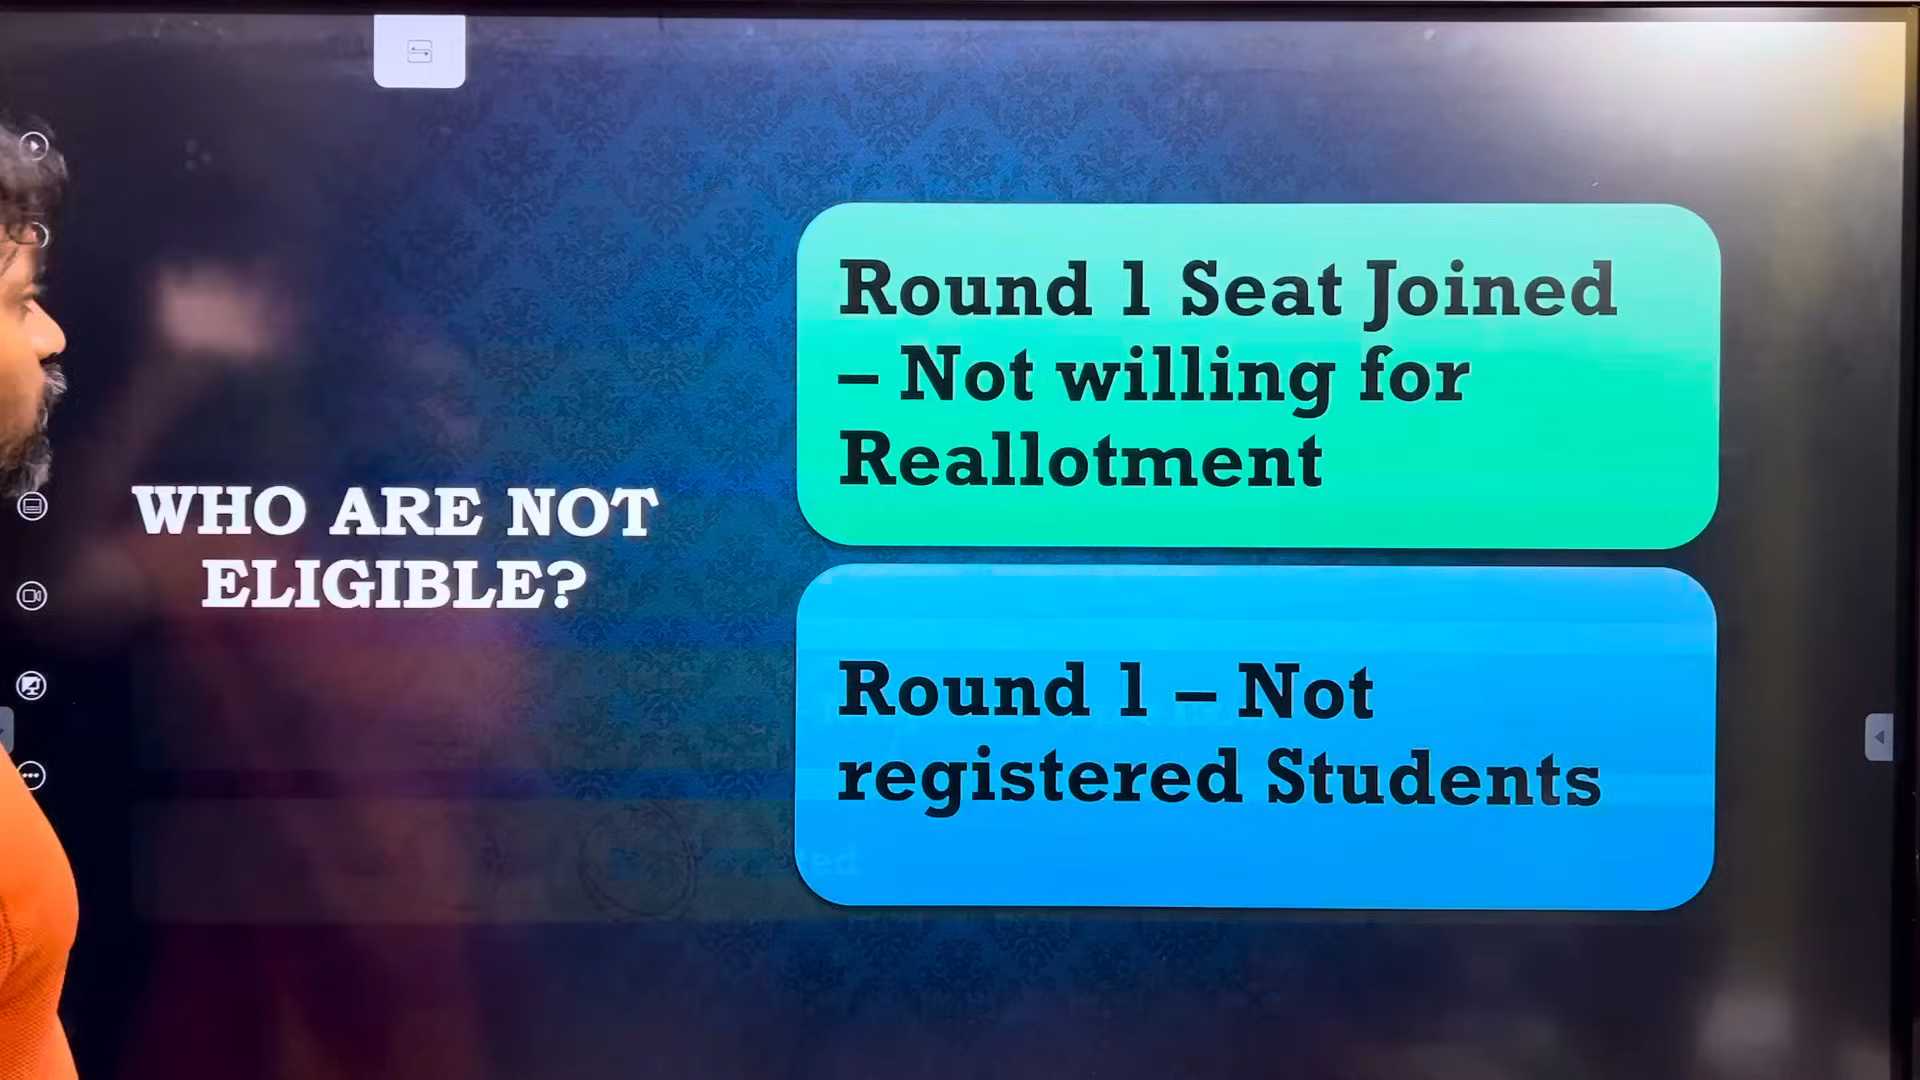 WHO ARE NOT
ELIGIBLE?
Round 1 Seat Joined
– Not willing for
Reallotment
Round 1 – Not
registered Students